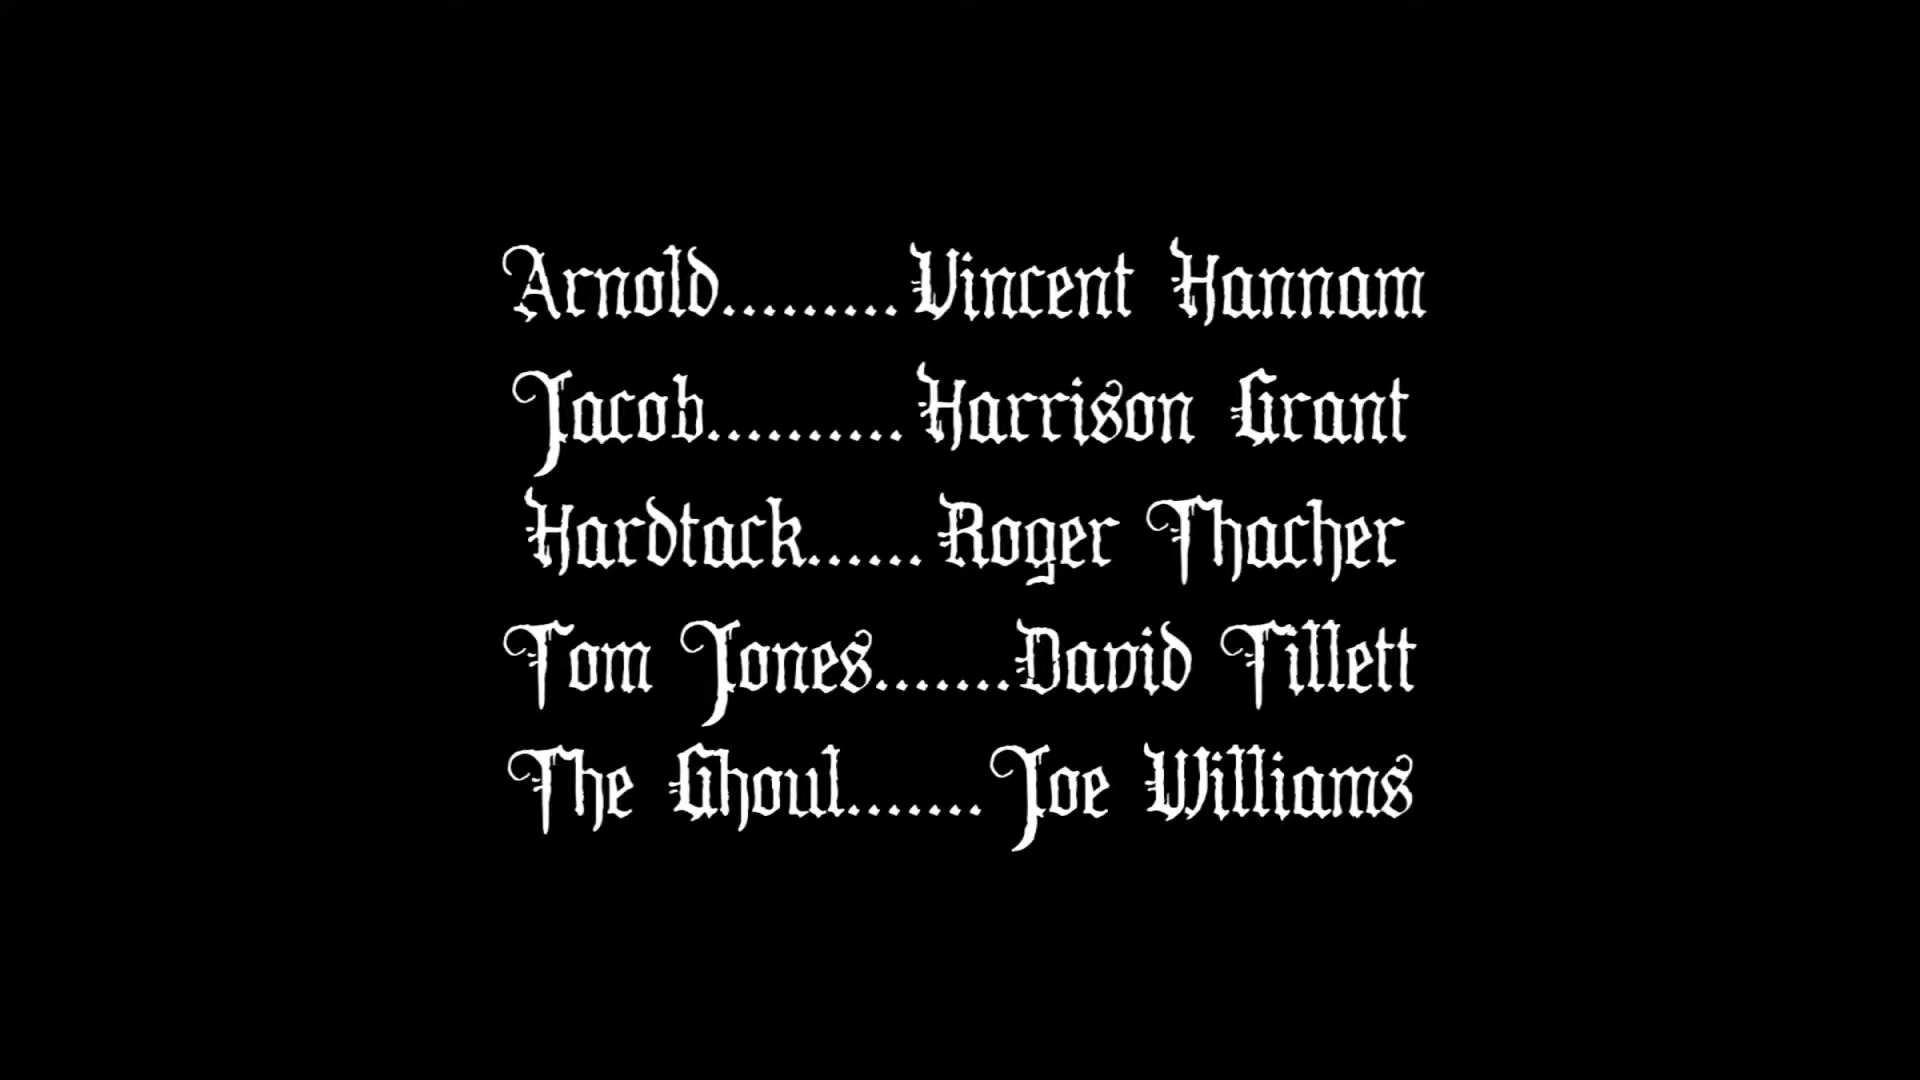 Arnold.........Vincent Hannam
Jacob..........Harrison Grant
Hardtack......Roger Thacher
Tom Jones.......David Tillett
The Ghoul.......Joe Williams